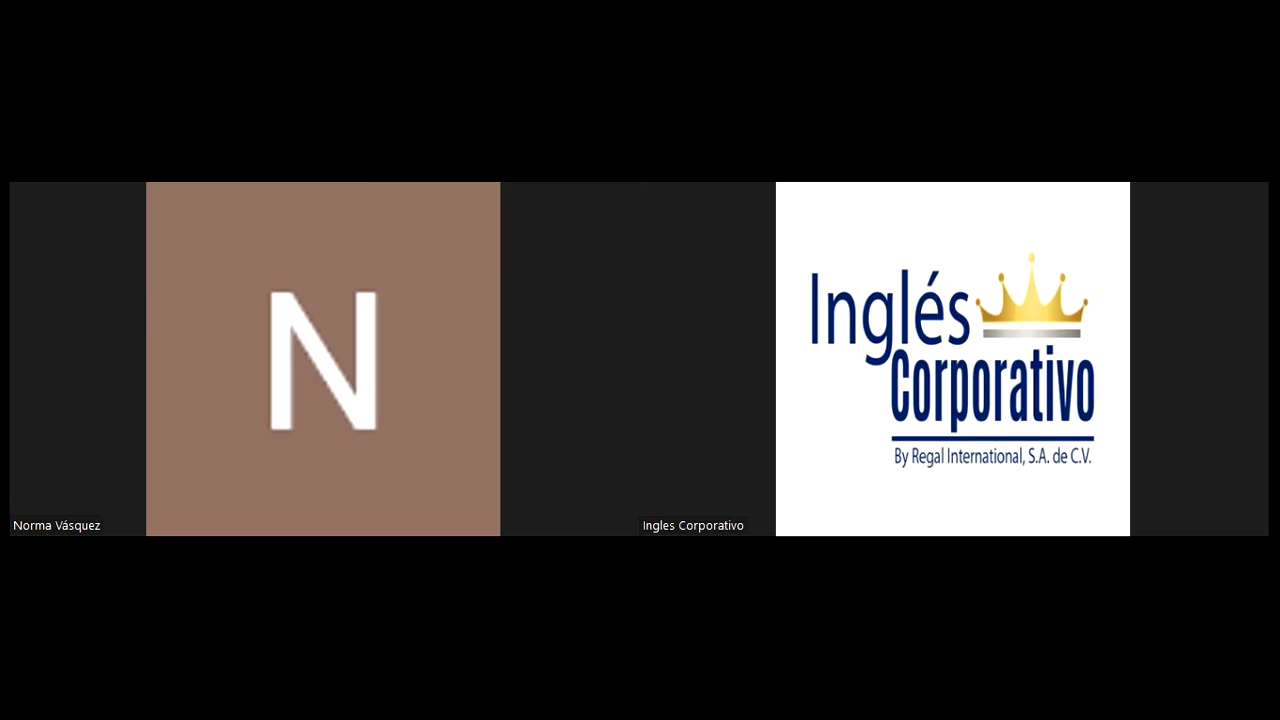 N
Norma Vásquez
Inglés
Corporativo
By Regal International, S.A. de C.V.
Ingles Corporativo